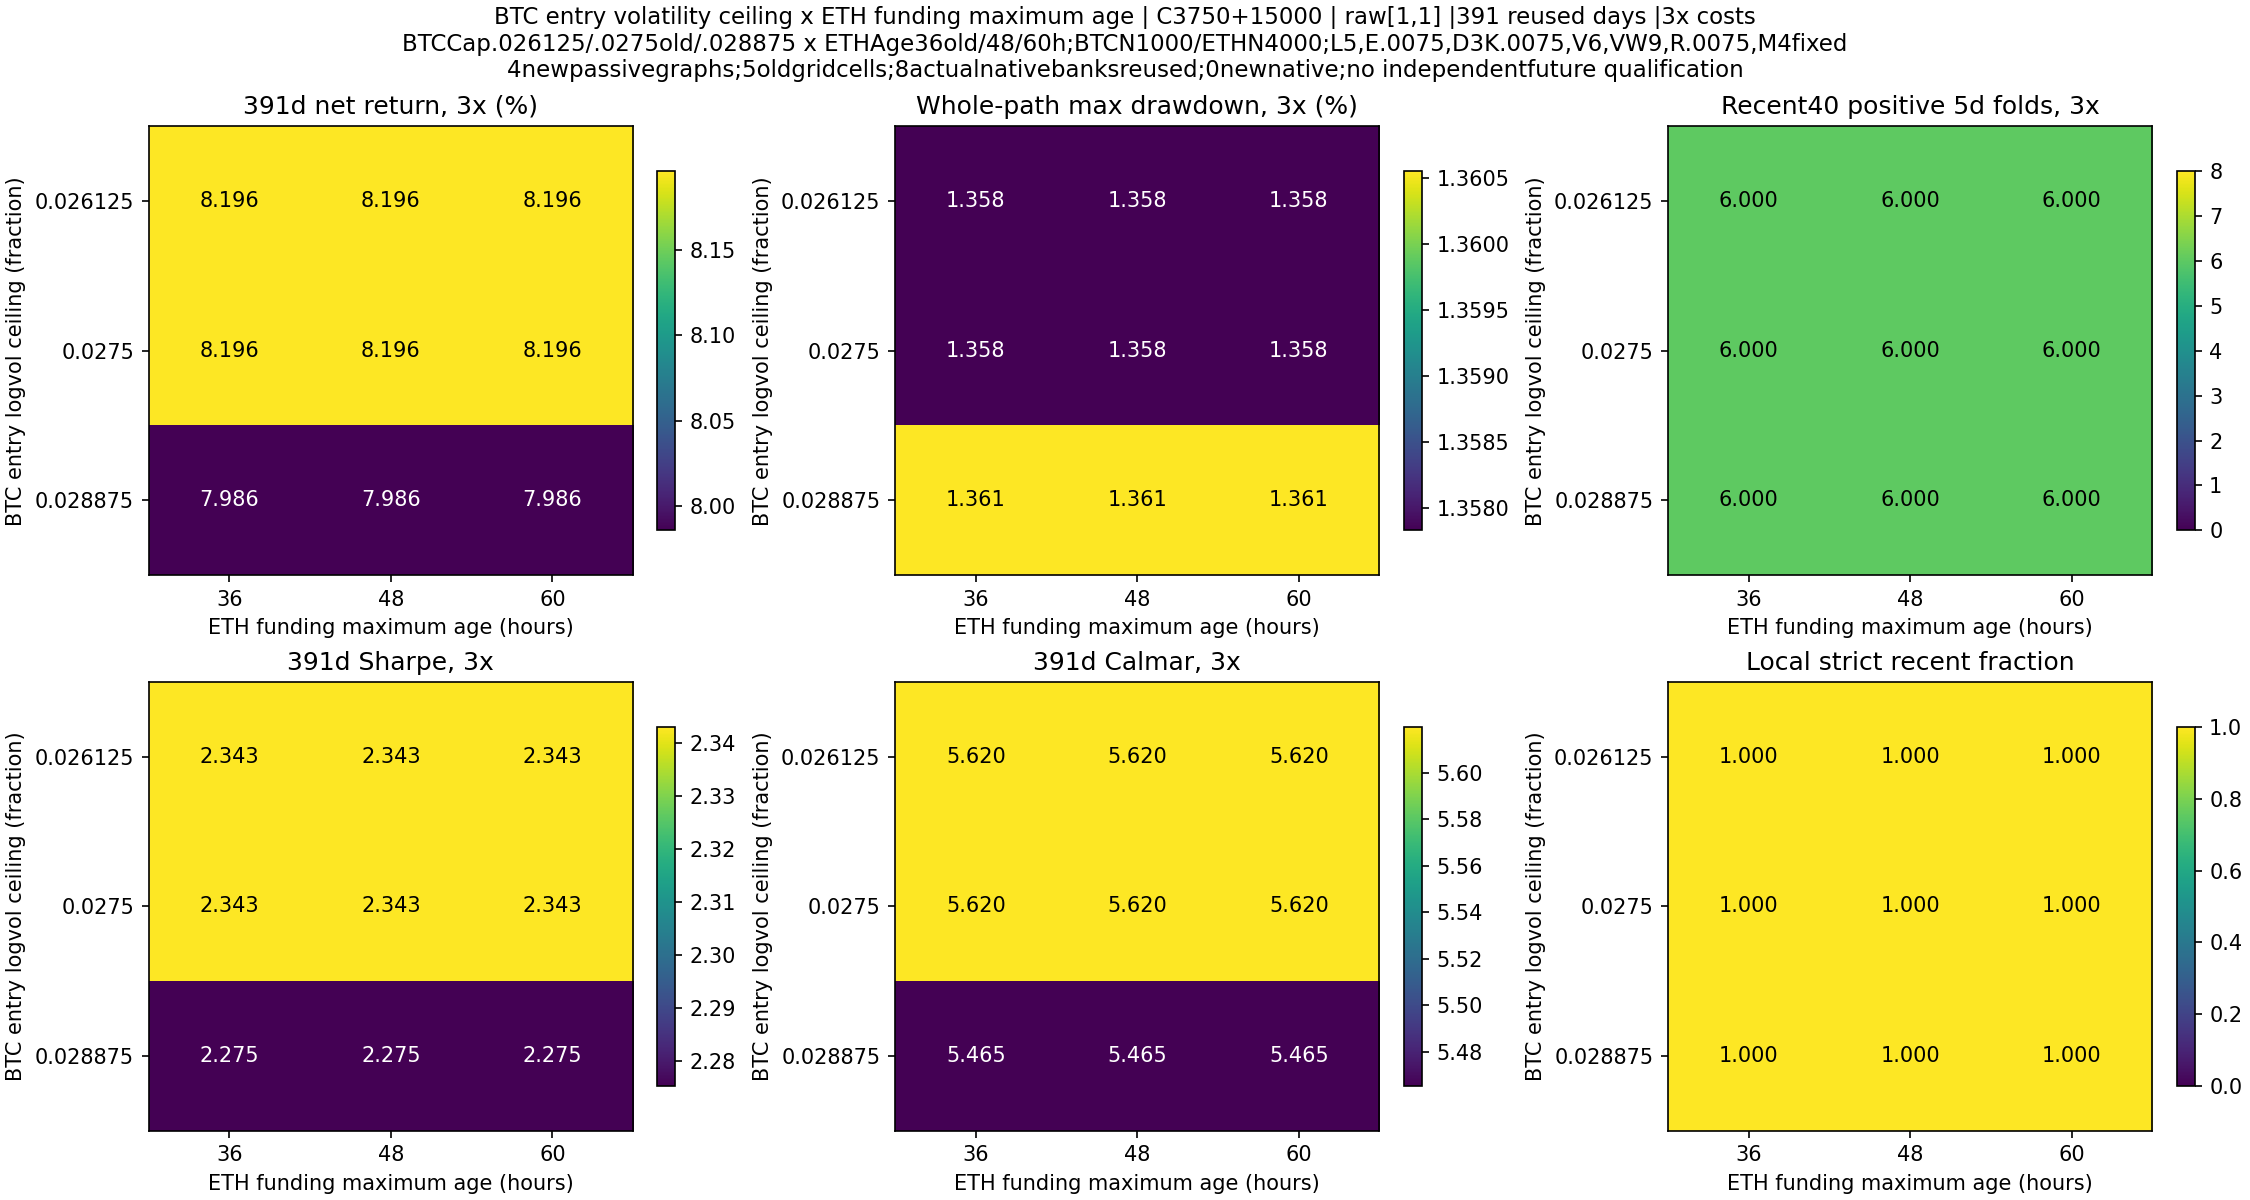 BTC entry volatility ceiling x ETH funding maximum age | C3750+15000 | raw[1,1] |391 reused days |3x costs
BTCCap.026125/.0275old/.028875 x ETHAge36old/48/60h;BTCN1000/ETHN4000;L5,E.0075,D3K.0075,V6,VW9,R.0075,M4fixed
4newpassivegraphs;5oldgridcells;8actualnativebanksreused;0newnative;no independentfuture qualification
391d net return, 3x (%)
BTC entry logvol ceiling (fraction)
0.026125
0.0275
0.028875
8.196 8.196 8.196
8.196 8.196 8.196
7.986 7.986 7.986
36 48 60
ETH funding maximum age (hours)
8.15
8.10
8.05
8.00
Whole-path max drawdown, 3x (%)
BTC entry logvol ceiling (fraction)
0.026125
0.0275
0.028875
1.358 1.358 1.358
1.358 1.358 1.358
1.361 1.361 1.361
36 48 60
ETH funding maximum age (hours)
1.3605
1.3600
1.3595
1.3590
1.3585
1.3580
Recent40 positive 5d folds, 3x
BTC entry logvol ceiling (fraction)
0.026125
0.0275
0.028875
6.000 6.000 6.000
6.000 6.000 6.000
6.000 6.000 6.000
36 48 60
ETH funding maximum age (hours)
8
7
6
5
4
3
2
1
0
391d Sharpe, 3x
BTC entry logvol ceiling (fraction)
0.026125
0.0275
0.028875
2.343 2.343 2.343
2.343 2.343 2.343
2.275 2.275 2.275
36 48 60
ETH funding maximum age (hours)
2.34
2.33
2.32
2.31
2.30
2.29
2.28
391d Calmar, 3x
BTC entry logvol ceiling (fraction)
0.026125
0.0275
0.028875
5.620 5.620 5.620
5.620 5.620 5.620
5.465 5.465 5.465
36 48 60
ETH funding maximum age (hours)
5.60
5.58
5.56
5.54
5.52
5.50
5.48
Local strict recent fraction
BTC entry logvol ceiling (fraction)
0.026125
0.0275
0.028875
1.000 1.000 1.000
1.000 1.000 1.000
1.000 1.000 1.000
36 48 60
ETH funding maximum age (hours)
1.0
0.8
0.6
0.4
0.2
0.0